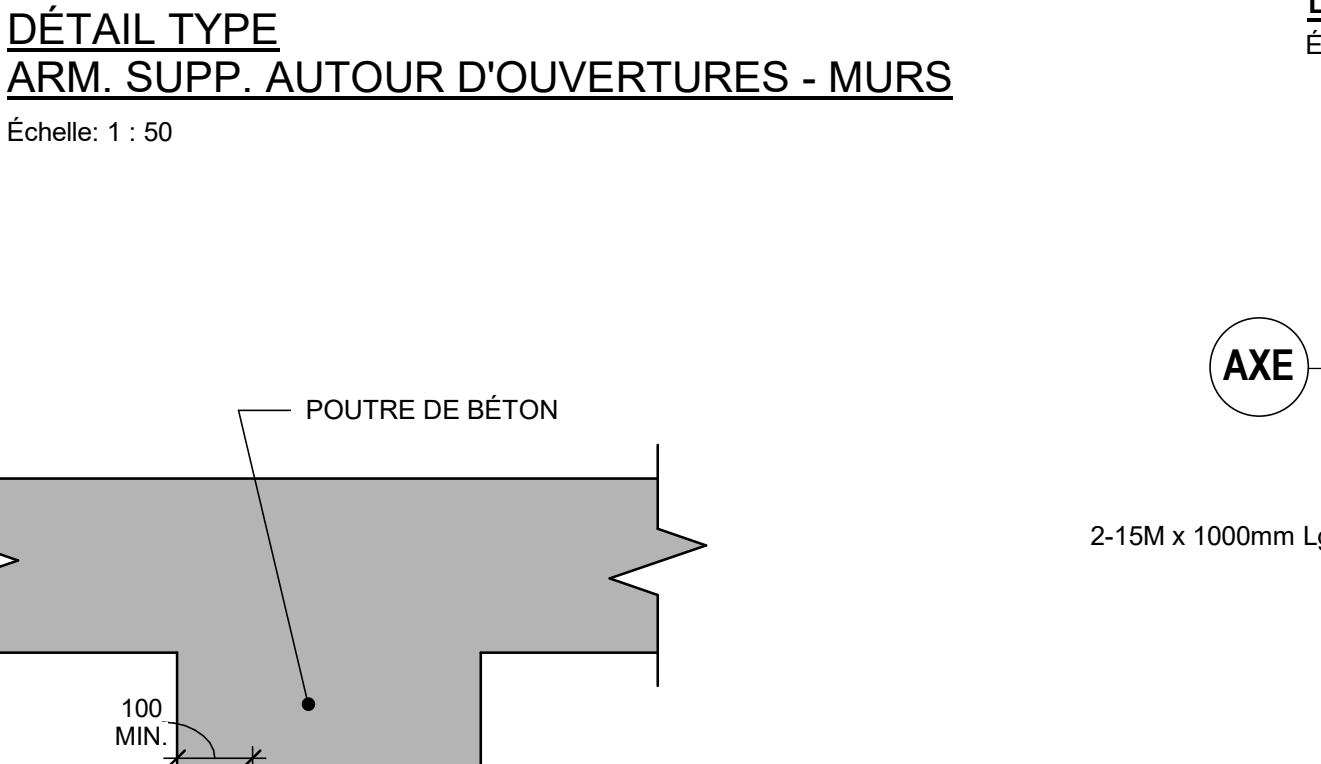 DÉTAIL TYPE
ARM. SUPP. AUTOUR D'OUVERTURES - MURS
Échelle: 1 : 50
AXE
POUTRE DE BÉTON
2-15M x 1000mm
100
MIN.